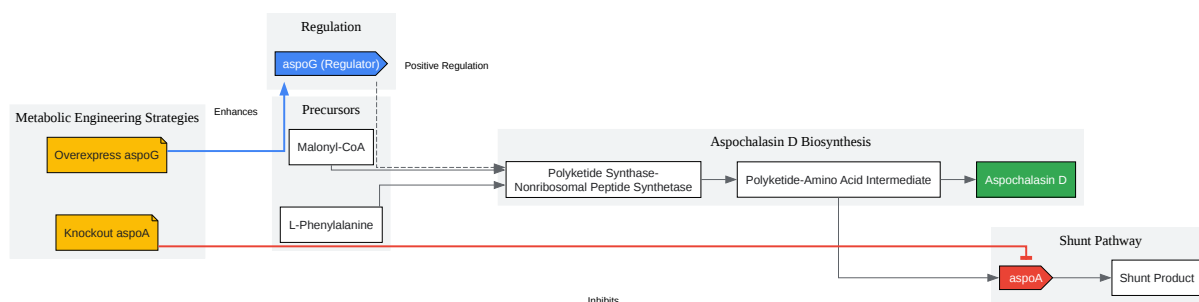 Regulation
aspoG (Regulator)
Positive Regulation
Enhances
Precursors
Metabolic Engineering Strategies
Malonyl-CoA
Overexpress aspoG
Aspochalasin D Biosynthesis
Polyketide Synthase-
Nonribosomal Peptide Synthetase
Polyketide-Amino Acid Intermediate
Aspochalasin D
L-Phenylalanine
Knockout aspoA
Shunt Pathway
aspoA
Shunt Product
Inhibits